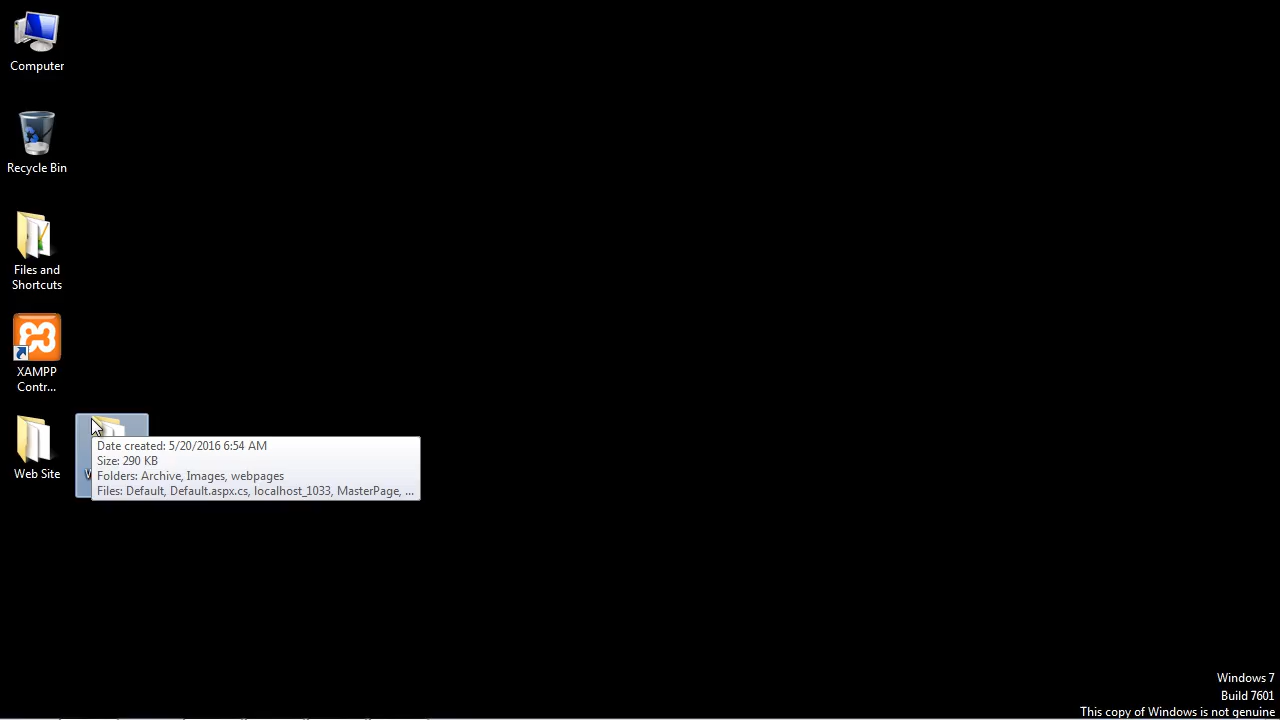 Computer
Recycle Bin
Files and
Shortcuts
XAMPP
Contr...
Web Site
Date created: 5/20/2016 6:54 AM
Size: 290 KB
Folders: Archive, Images, webpages
Files: Default, Default.aspx.cs, localhost_1033, MasterPage, ...
Windows 7
Build 7601
This copy of Windows is not genuine